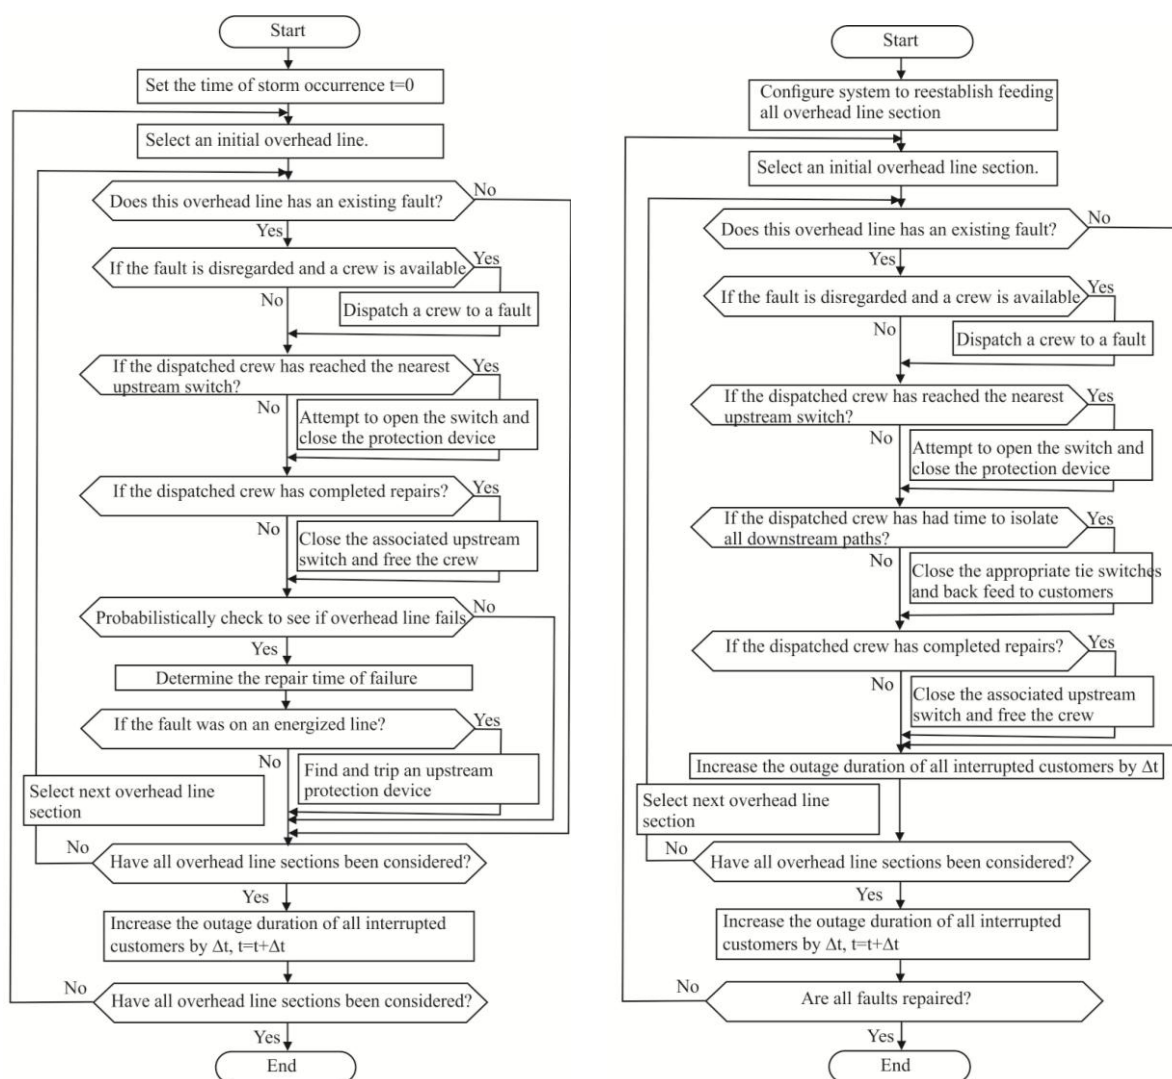 Start
Set the time of storm occurrence t=0
Select an initial overhead line.
Does this overhead line has an existing fault?
No
Yes
If the fault is disregarded and a crew is available
Yes
No
Dispatch a crew to a fault
If the dispatched crew has reached the nearest
upstream switch?
Yes
No
Attempt to open the switch and
close the protection device
If the dispatched crew has completed repairs?
Yes
No
Close the associated upstream
switch and free the crew
Probabilistically check to see if overhead line fails
No
Yes
Determine the repair time of failure
If the fault was on an energized line?
Yes
No
Find and trip an upstream
protection device
Select next overhead line
section
No
Have all overhead line sections been considered?
Yes
Increase the outage duration of all interrupted
customers by Δt, t=t+Δt
No
Have all overhead line sections been considered?
Yes
End
Start
Configure system to reestablish feeding
all overhead line section
Select an initial overhead line section.
Does this overhead line has an existing fault?
No
Yes
If the fault is disregarded and a crew is available
Yes
No
Dispatch a crew to a fault
If the dispatched crew has reached the nearest
upstream switch?
Yes
No
Attempt to open the switch and
close the protection device
If the dispatched crew has had time to isolate
all downstream paths?
Yes
No
Close the appropriate tie switches
and back feed to customers
If the dispatched crew has completed repairs?
Yes
No
Close the associated upstream
switch and free the crew
Increase the outage duration of all interrupted customers by Δt
Select next overhead line
section
No
Have all overhead line sections been considered?
Yes
Increase the outage duration of all interrupted
customers by Δt, t=t+Δt
No
Are all faults repaired?
Yes
End